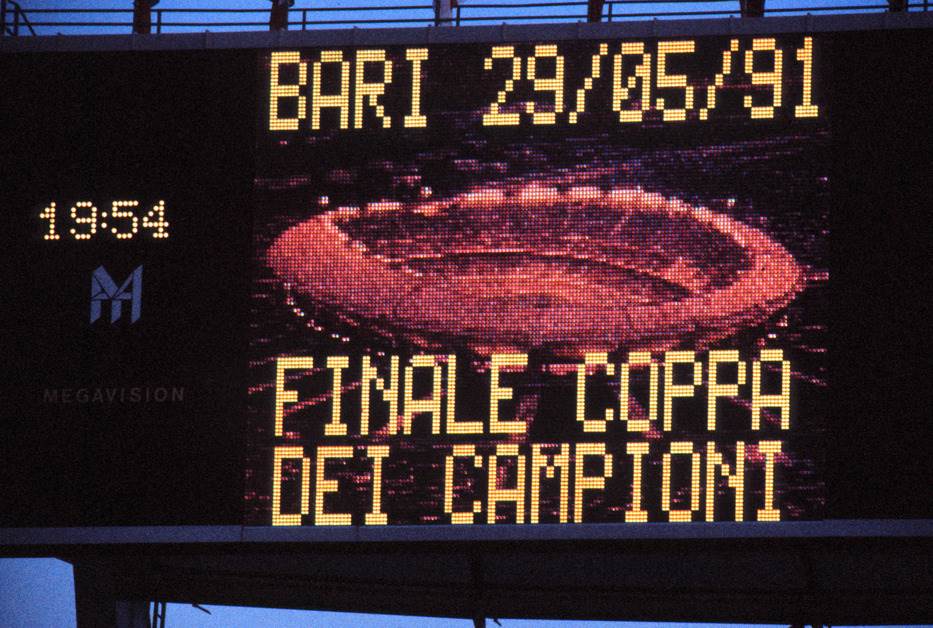 BARI 29/05/91
19:54
M
MEGAVISION
FINALE COPPA
DEI CAMPIONI